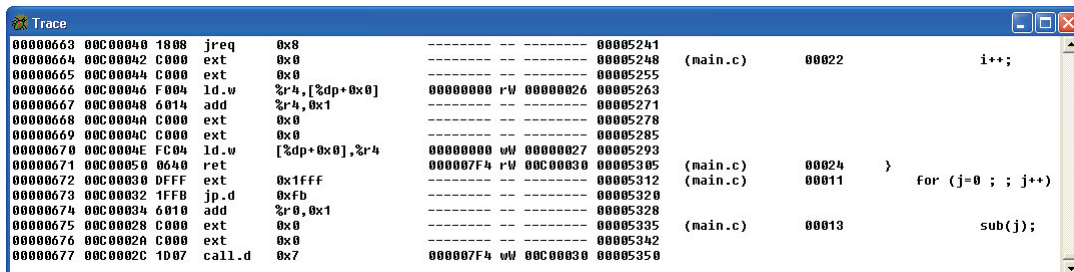 Trace
00000663 00C00040 1808 jreq 0x8 -------- -- -------- 00005241
00000664 00C00042 C000 ext 0x0 -------- -- -------- 00005248 (main.c) 00022 i++;
00000665 00C00044 C000 ext 0x0 -------- -- -------- 00005255
00000666 00C00046 F004 ld.w %r4,[%dp+0x0] 00000000 rW 00000026 00005263
00000667 00C00048 6014 add %r4,0x1 -------- -- -------- 00005271
00000668 00C0004A C000 ext 0x0 -------- -- -------- 00005278
00000669 00C0004C C000 ext 0x0 -------- -- -------- 00005285
00000670 00C0004E FC04 ld.w [%dp+0x0],%r4 00000000 wW 00000027 00005293
00000671 00C00050 0640 ret 000007F4 rW 00C00030 00005305 (main.c) 00024 }
00000672 00C00030 DFFF ext 0x1fff -------- -- -------- 00005312 (main.c) 00011 for (j=0 ; ; j++)
00000673 00C00032 1FFB jp.d 0xfb -------- -- -------- 00005320
00000674 00C00034 6010 add %r0,0x1 -------- -- -------- 00005328
00000675 00C00028 C000 ext 0x0 -------- -- -------- 00005335 (main.c) 00013 sub(j);
00000676 00C0002A C000 ext 0x0 -------- -- -------- 00005342
00000677 00C0002C 1D07 call.d 0x7 000007F4 wW 00C00030 00005350